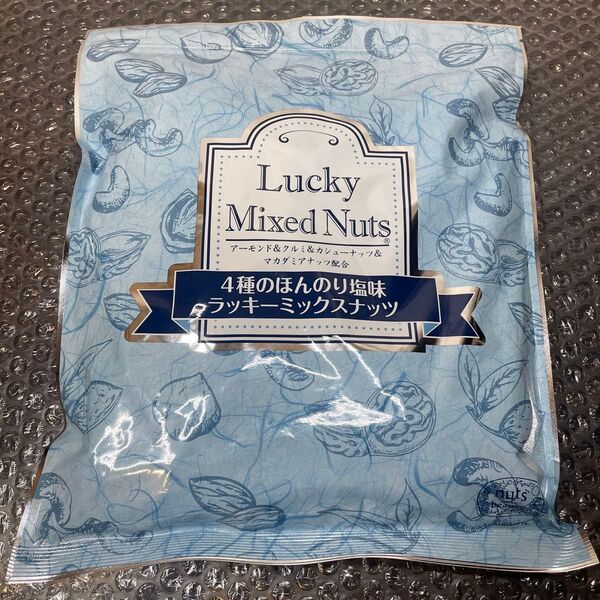 Lucky
Mixed Nuts®
アーモンド&クルミ&カシューナッツ&
マカダミアナッツ配合
4種のほんのり塩味
ラッキーミックスナッツ
nuts